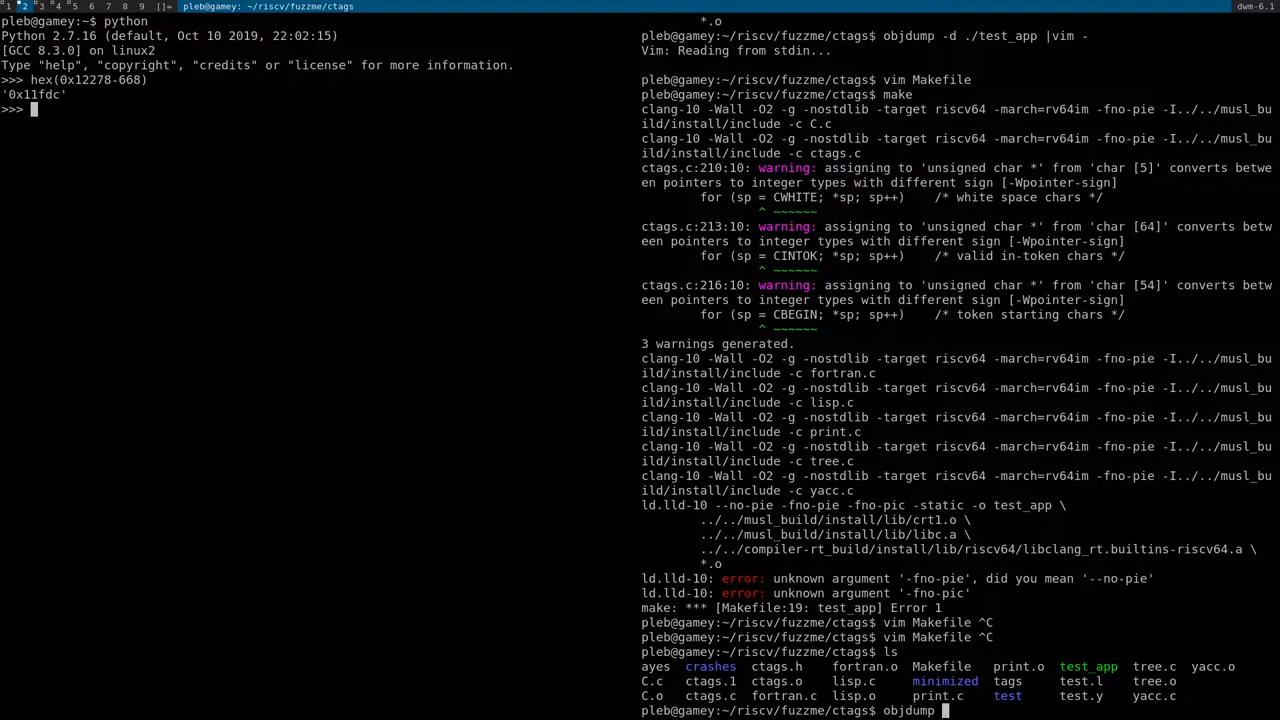 1 2 3 4 5 6 7 8 9 []= pleb@gamey: ~/riscv/fuzzme/ctags dwm-6.1
pleb@gamey:~$ python
Python 2.7.16 (default, Oct 10 2019, 22:02:15)
[GCC 8.3.0] on linux2
Type "help", "copyright", "credits" or "license" for more information.
>>> hex(0x12278-668)
'0x11fdc'
>>>
*.o
pleb@gamey:~/riscv/fuzzme/ctags$ objdump -d ./test_app |vim -
Vim: Reading from stdin...
pleb@gamey:~/riscv/fuzzme/ctags$ vim Makefile
pleb@gamey:~/riscv/fuzzme/ctags$ make
clang-10 -Wall -O2 -g -nostdlib -target riscv64 -march=rv64im -fno-pie -I../../musl_bu
ild/install/include -c C.c
clang-10 -Wall -O2 -g -nostdlib -target riscv64 -march=rv64im -fno-pie -I../../musl_bu
ild/install/include -c ctags.c
ctags.c:210:10: warning: assigning to 'unsigned char *' from 'char [5]' converts betwe
en pointers to integer types with different sign [-Wpointer-sign]
for (sp = CWHITE; *sp; sp++) /* white space chars */
^ ~~~~~~
ctags.c:213:10: warning: assigning to 'unsigned char *' from 'char [64]' converts betw
een pointers to integer types with different sign [-Wpointer-sign]
for (sp = CINTOK; *sp; sp++) /* valid in-token chars */
^ ~~~~~~
ctags.c:216:10: warning: assigning to 'unsigned char *' from 'char [54]' converts betw
een pointers to integer types with different sign [-Wpointer-sign]
for (sp = CBEGIN; *sp; sp++) /* token starting chars */
^ ~~~~~~
3 warnings generated.
clang-10 -Wall -O2 -g -nostdlib -target riscv64 -march=rv64im -fno-pie -I../../musl_bu
ild/install/include -c fortran.c
clang-10 -Wall -O2 -g -nostdlib -target riscv64 -march=rv64im -fno-pie -I../../musl_bu
ild/install/include -c lisp.c
clang-10 -Wall -O2 -g -nostdlib -target riscv64 -march=rv64im -fno-pie -I../../musl_bu
ild/install/include -c print.c
clang-10 -Wall -O2 -g -nostdlib -target riscv64 -march=rv64im -fno-pie -I../../musl_bu
ild/install/include -c tree.c
clang-10 -Wall -O2 -g -nostdlib -target riscv64 -march=rv64im -fno-pie -I../../musl_bu
ild/install/include -c yacc.c
ld.lld-10 --no-pie -fno-pie -fno-pic -static -o test_app \
../../musl_build/install/lib/crt1.o \
../../musl_build/install/lib/libc.a \
../../compiler-rt_build/install/lib/riscv64/libclang_rt.builtins-riscv64.a \
*.o
ld.lld-10: error: unknown argument '-fno-pie', did you mean '--no-pie'
ld.lld-10: error: unknown argument '-fno-pic'
make: *** [Makefile:19: test_app] Error 1
pleb@gamey:~/riscv/fuzzme/ctags$ vim Makefile ^C
pleb@gamey:~/riscv/fuzzme/ctags$ vim Makefile ^C
pleb@gamey:~/riscv/fuzzme/ctags$ ls
ayes crashes ctags.h fortran.o Makefile print.o test_app tree.c yacc.o
C.c ctags.1 ctags.o lisp.c minimized tags test.l tree.o
C.o ctags.c fortran.c lisp.o print.c test test.y yacc.c
pleb@gamey:~/riscv/fuzzme/ctags$ objdump